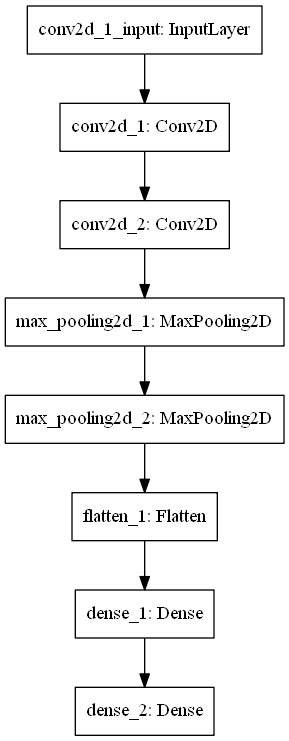 conv2d_1_input: InputLayer
conv2d_1: Conv2D
conv2d_2: Conv2D
max_pooling2d_1: MaxPooling2D
max_pooling2d_2: MaxPooling2D
flatten_1: Flatten
dense_1: Dense
dense_2: Dense